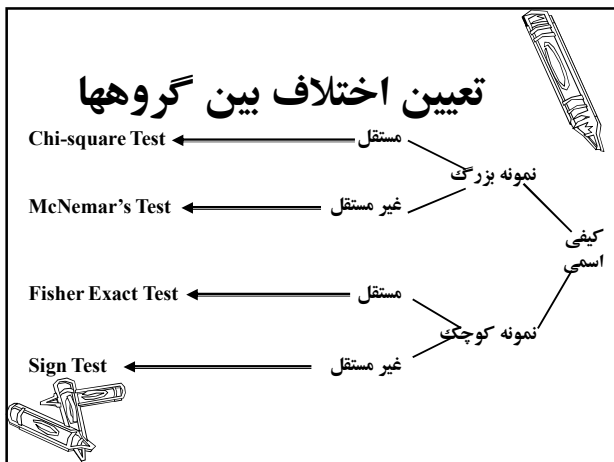 تعیین اختلاف بین گروهها
Chi-square Test مستقل
نمونه بزرگ
McNemar's Test غیر مستقل
کیفی
اسمی
Fisher Exact Test مستقل
نمونه کوچک
Sign Test غیر مستقل